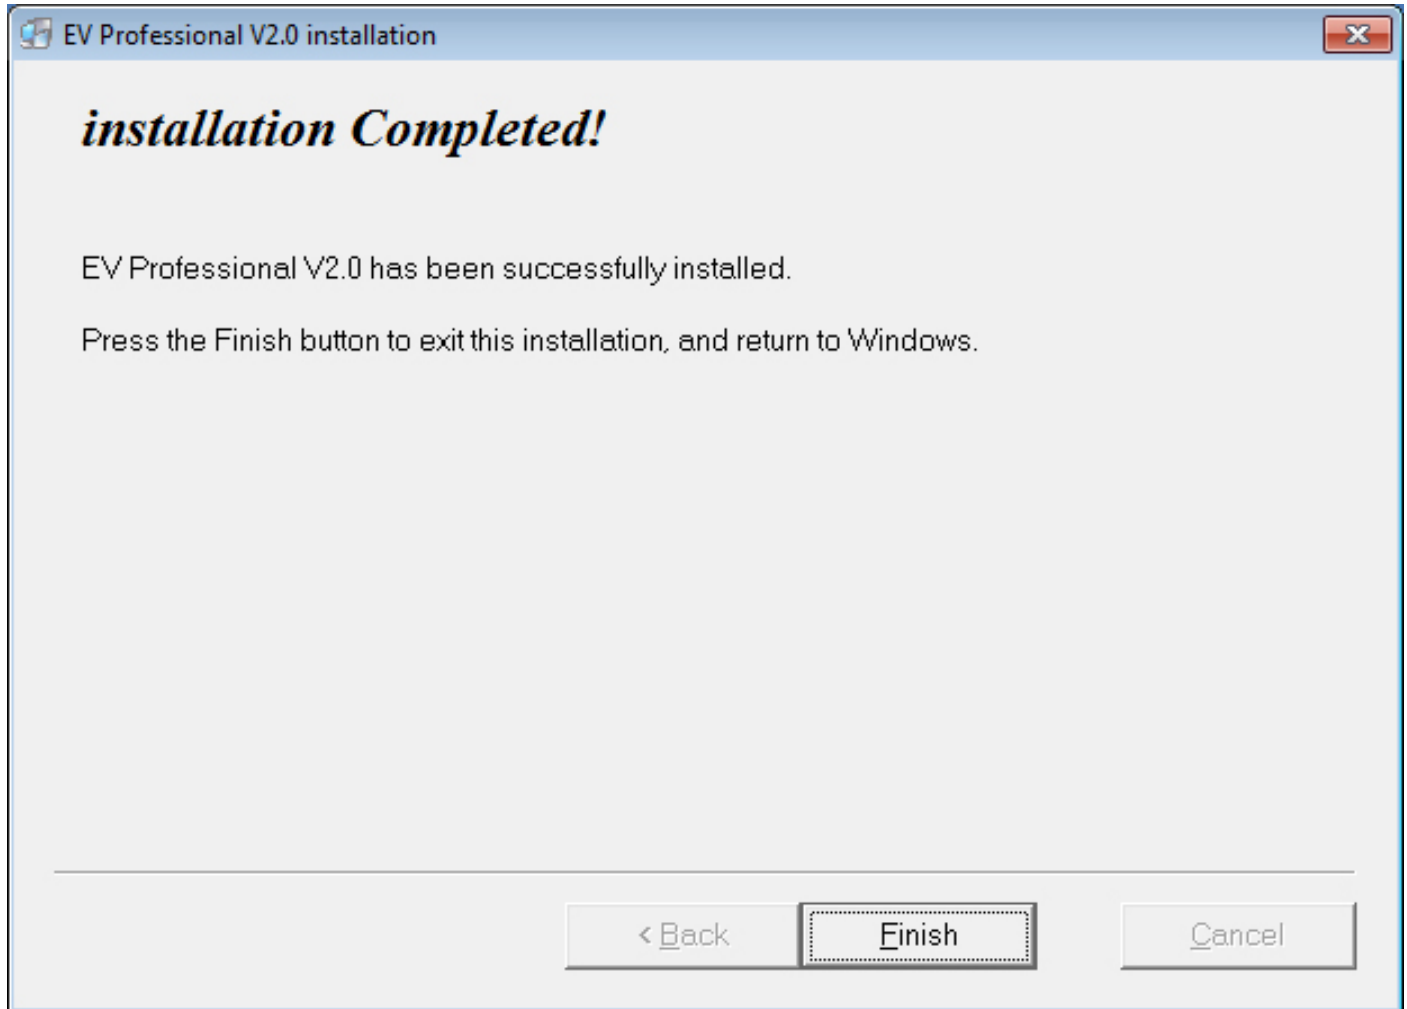 EV Professional V2.0 installation
installation Completed!
EV Professional V2.0 has been successfully installed.
Press the Finish button to exit this installation, and return to Windows.
< Back
Finish
Cancel